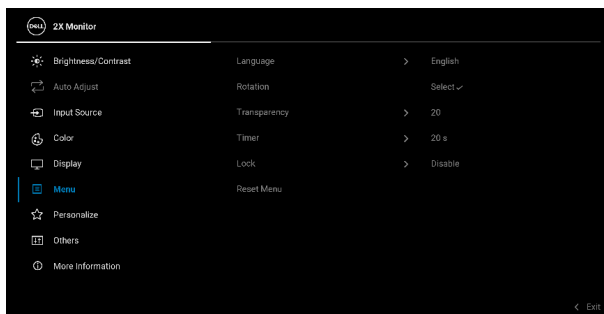 DELL 2X Monitor
Brightness/Contrast Language > English
Auto Adjust Rotation Select ✓
Input Source Transparency > 20
Color Timer > 20 s
Display Lock > Disable
Menu Reset Menu
Personalize
Others
More Information
< Exit